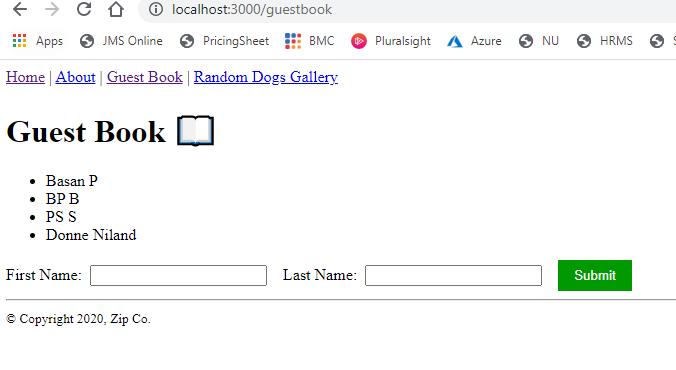 localhost:3000/guestbook
Apps JMS Online PricingSheet BMC Pluralsight Azure NU HRMS S
Home | About | Guest Book | Random Dogs Gallery
Guest Book 📖
Basan P
BP B
PS S
Donne Niland
First Name: Last Name: Submit
© Copyright 2020, Zip Co.